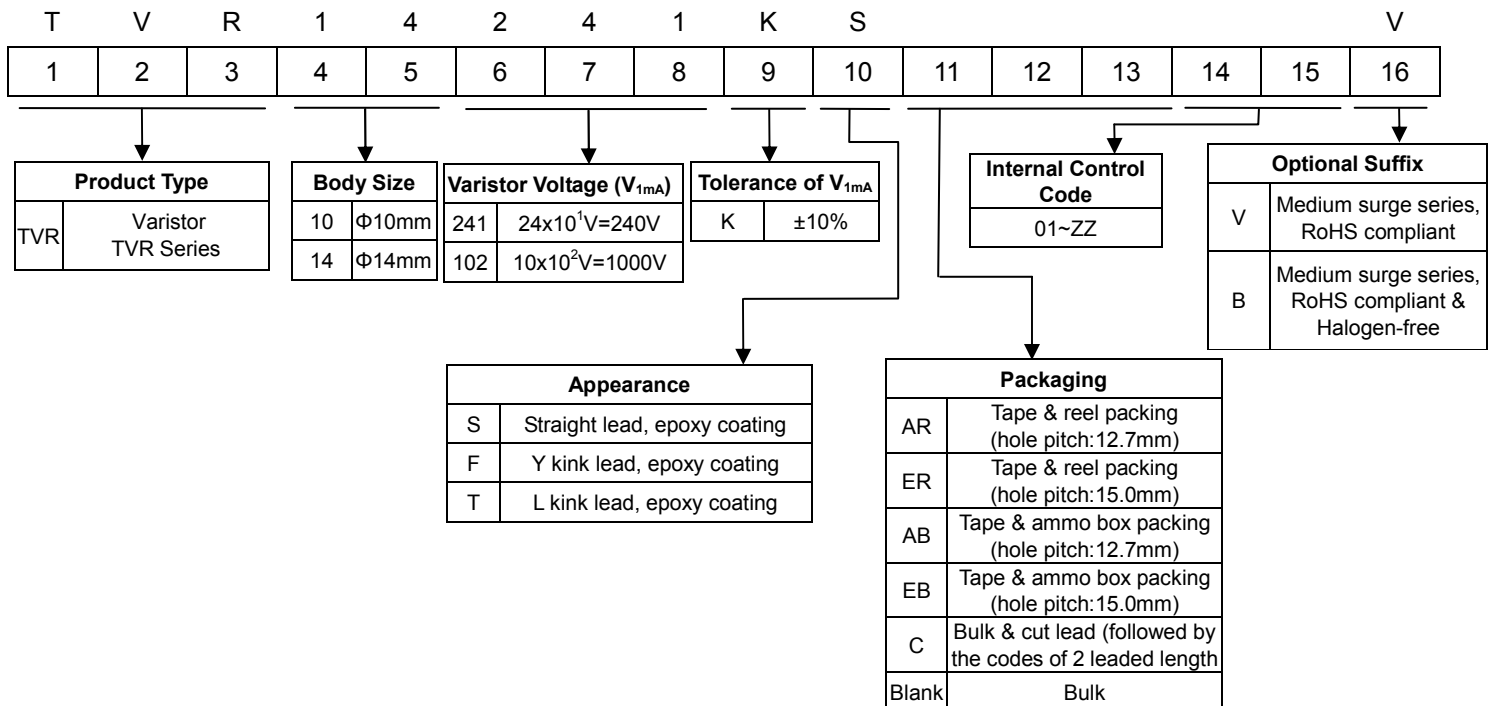 T V R 1 4 2 4 1 K S V
1 2 3 4 5 6 7 8 9 10 11 12 13 14 15 16
Product Type
TVR Varistor
TVR Series
Body Size
10 Φ10mm
14 Φ14mm
Varistor Voltage (V1mA)
241 24x10¹V=240V
102 10x10²V=1000V
Tolerance of V1mA
K ±10%
Internal Control
Code
01~ZZ
Optional Suffix
V Medium surge series,
RoHS compliant
B Medium surge series,
RoHS compliant &
Halogen-free
Appearance
S Straight lead, epoxy coating
F Y kink lead, epoxy coating
T L kink lead, epoxy coating
Packaging
AR Tape & reel packing
(hole pitch:12.7mm)
ER Tape & reel packing
(hole pitch:15.0mm)
AB Tape & ammo box packing
(hole pitch:12.7mm)
EB Tape & ammo box packing
(hole pitch:15.0mm)
C Bulk & cut lead (followed by
the codes of 2 leaded length
Blank Bulk